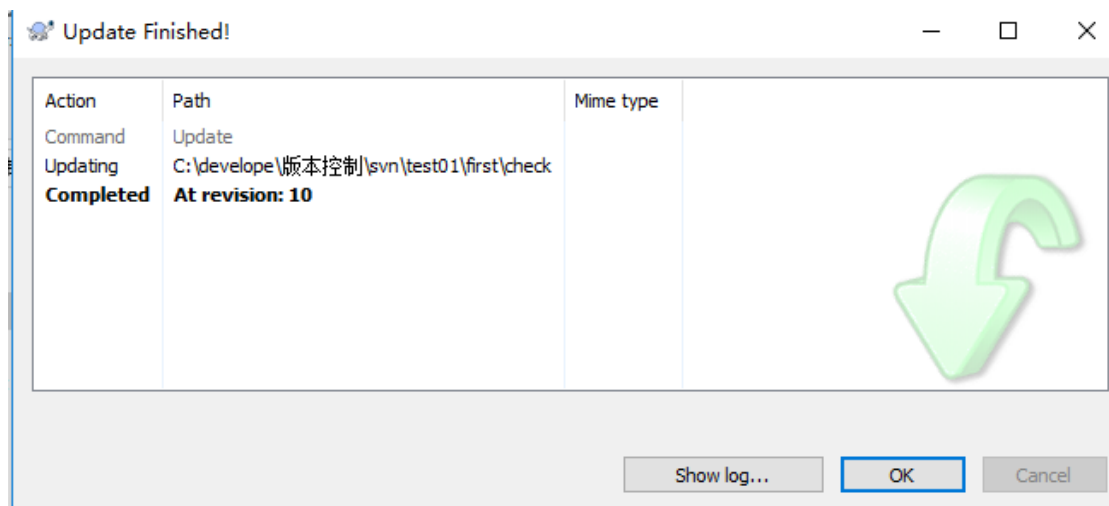 Update Finished!
Action Path Mime type
Command Update
Updating C:\develope\版本控制\svn\test01\first\check
Completed At revision: 10
Show log... OK Cancel